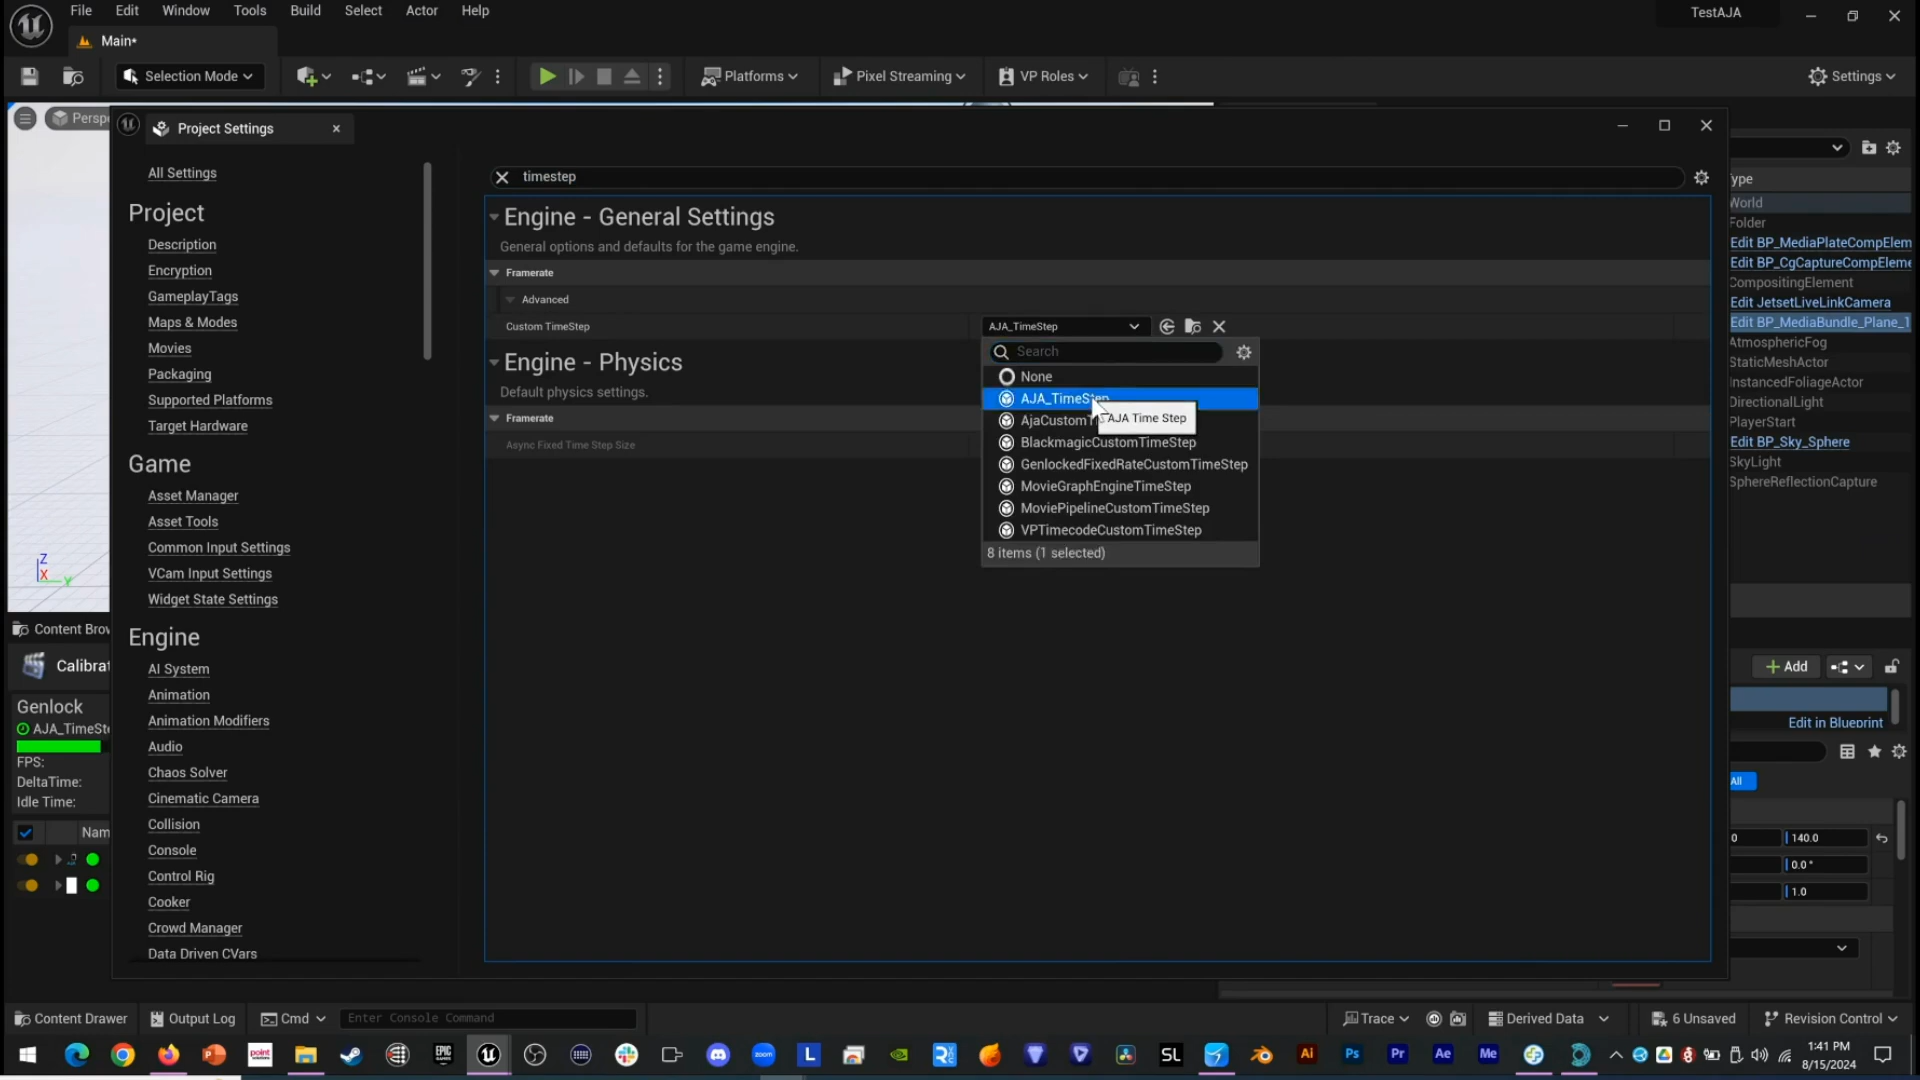 File Edit Window Tools Build Select Actor Help
TestAJA
Main*
Selection Mode
Platforms
Pixel Streaming
VP Roles
Settings
Project Settings
All Settings
Project
Description
Encryption
GameplayTags
Maps & Modes
Movies
Packaging
Supported Platforms
Target Hardware
Game
Asset Manager
Asset Tools
Common Input Settings
VCam Input Settings
Widget State Settings
Engine
AI System
Animation
Animation Modifiers
Audio
Chaos Solver
Cinematic Camera
Collision
Console
Control Rig
Cooker
Crowd Manager
Data Driven CVars
timestep
Engine - General Settings
General options and defaults for the game engine.
Framerate
Advanced
Custom TimeStep
AJA_TimeStep
Engine - Physics
Default physics settings.
Framerate
Async Fixed Time Step Size
Search
None
AJA_TimeStep
AJA Time Step
AjaCustomT
BlackmagicCustomTimeStep
GenlockedFixedRateCustomTimeStep
MovieGraphEngineTimeStep
MoviePipelineCustomTimeStep
VPTimecodeCustomTimeStep
8 items (1 selected)
Persp
Z
X
Y
Content Brow
Calibrat
Genlock
AJA_TimeSte
FPS:
DeltaTime:
Idle Time:
Nam
ype
World
Folder
Edit BP_MediaPlateCompElem
Edit BP_CgCaptureCompEleme
CompositingElement
Edit JetsetLiveLinkCamera
Edit BP_MediaBundle_Plane_1
AtmosphericFog
StaticMeshActor
InstancedFoliageActor
DirectionalLight
PlayerStart
Edit BP_Sky_Sphere
SkyLight
SphereReflectionCapture
Add
Edit in Blueprint
All
0 140.0
0.0°
1.0
Content Drawer
Output Log
Cmd
Enter Console Command
Trace
Derived Data
6 Unsaved
Revision Control
1:41 PM
8/15/2024